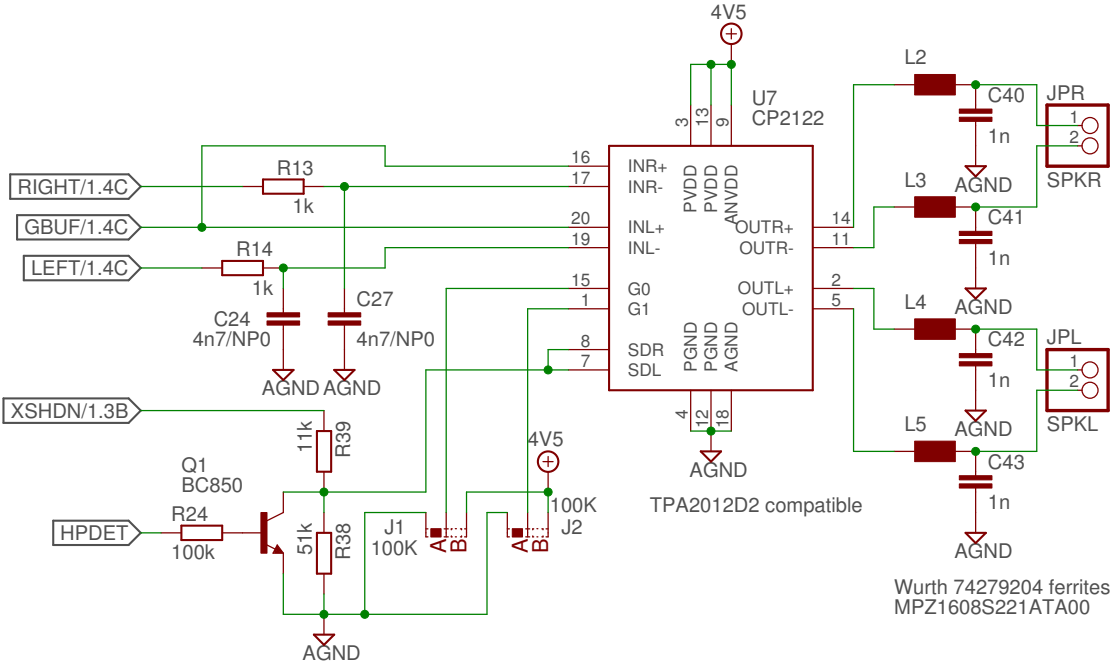 4V5
L2
U7
CP2122
C40
1n
JPR
1
2
SPKR
AGND
3
13
9
PVDD
PVDD
ANVDD
16
INR+
RIGHT/1.4C
R13
1k
17
INR-
L3
C41
1n
AGND
GBUF/1.4C
20
INL+
OUTR+
14
19
INL-
OUTR-
11
LEFT/1.4C
R14
1k
15
G0
OUTL+
2
1
G1
OUTL-
5
C24
4n7/NP0
C27
4n7/NP0
L4
C42
1n
JPL
1
2
SPKL
AGND
8
SDR
7
SDL
PGND
PGND
AGND
AGND
AGND
4
12
18
AGND
XSHDN/1.3B
11k
R39
4V5
L5
C43
1n
AGND
Q1
BC850
TPA2012D2 compatible
HPDET
R24
100k
51k
R38
J1
100K
A
B
100K
J2
A
B
AGND
Wurth 74279204 ferrites
MPZ1608S221ATA00